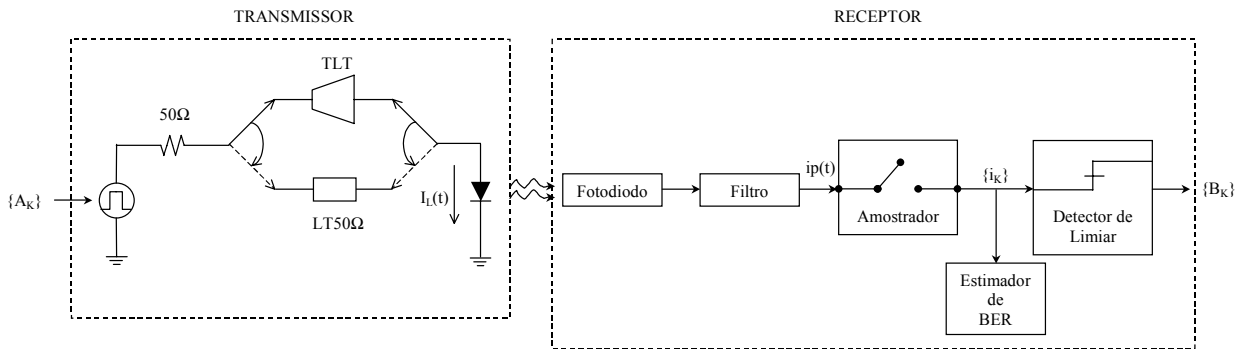 TRANSMISSOR
RECEPTOR
TLT
50Ω
{A_K}
LT50Ω
I_L(t)
Fotodiodo
Filtro
ip(t)
Amostrador
{i_K}
Detector de
Limiar
{B_K}
Estimador
de
BER